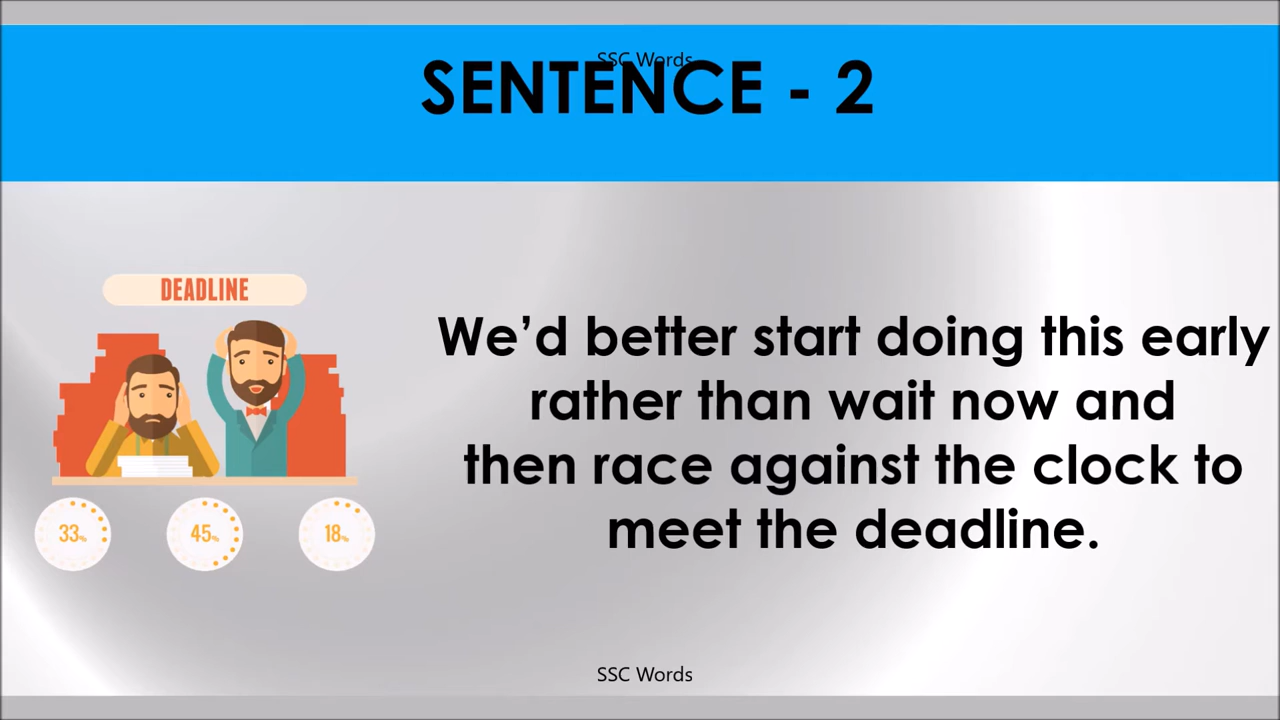 SSC Words
SENTENCE - 2
DEADLINE
We’d better start doing this early
rather than wait now and
then race against the clock to
meet the deadline.
33%
45%
18%
SSC Words